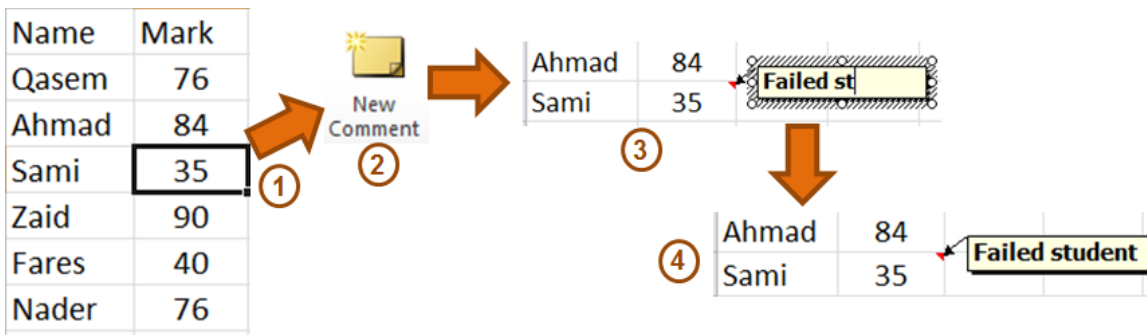 Name Mark
Qasem 76
Ahmad 84
Sami 35
Zaid 90
Fares 40
Nader 76
1
New
Comment
2
Ahmad 84
Sami 35
Failed st
3
Ahmad 84
Sami 35
Failed student
4